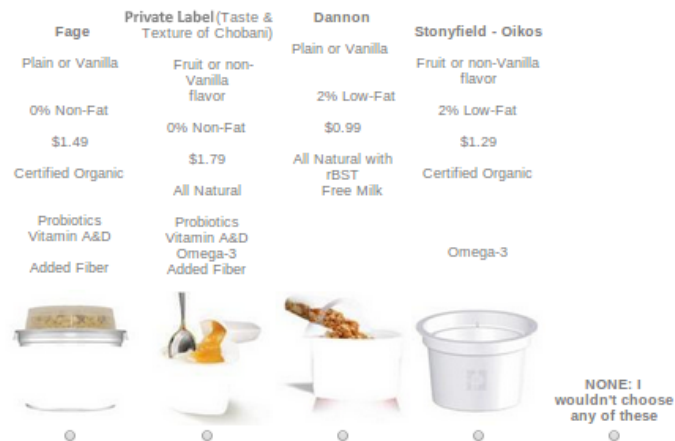 Fage
Plain or Vanilla
0% Non-Fat
$1.49
Certified Organic
Probiotics
Vitamin A&D
Added Fiber
Private Label (Taste &
Texture of Chobani)
Fruit or non-
Vanilla
flavor
0% Non-Fat
$1.79
All Natural
Probiotics
Vitamin A&D
Omega-3
Added Fiber
Dannon
Plain or Vanilla
2% Low-Fat
$0.99
All Natural with
rBST
Free Milk
Stonyfield - Oikos
Fruit or non-Vanilla
flavor
2% Low-Fat
$1.29
Certified Organic
Omega-3
NONE: I
wouldn't choose
any of these